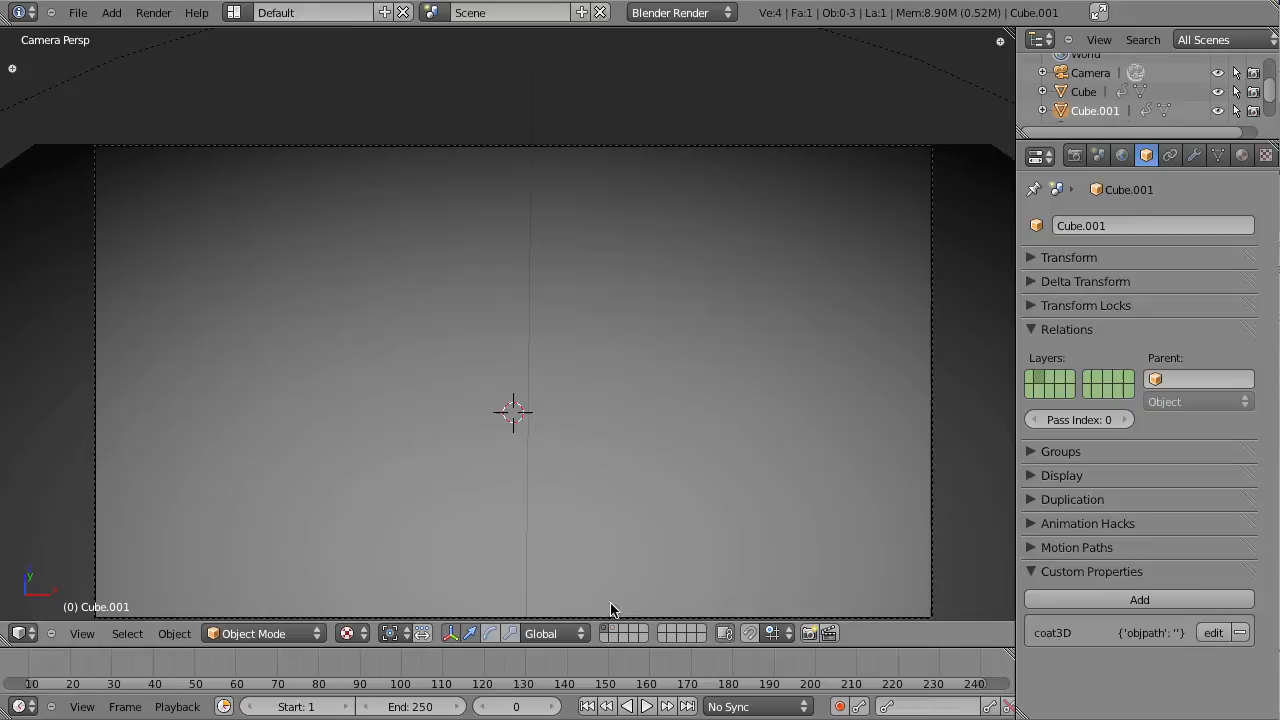 File Add Render Help Default Scene Blender Render Ve:4 | Fa:1 | Ob:0-3 | La:1 | Mem:8.90M (0.52M) | Cube.001
Camera Persp
View Search All Scenes
World
Camera
Cube
Cube.001
Cube.001
Cube.001
Transform
Delta Transform
Transform Locks
Relations
Layers: Parent:
Object
Pass Index: 0
Groups
Display
Duplication
Animation Hacks
Motion Paths
Custom Properties
Add
coat3D {'objpath': ''} edit
y
x
(0) Cube.001
View Select Object Object Mode Global
10 20 30 40 50 60 70 80 90 100 110 120 130 140 150 160 170 180 190 200 210 220 230 240
View Frame Playback Start: 1 End: 250 0 No Sync